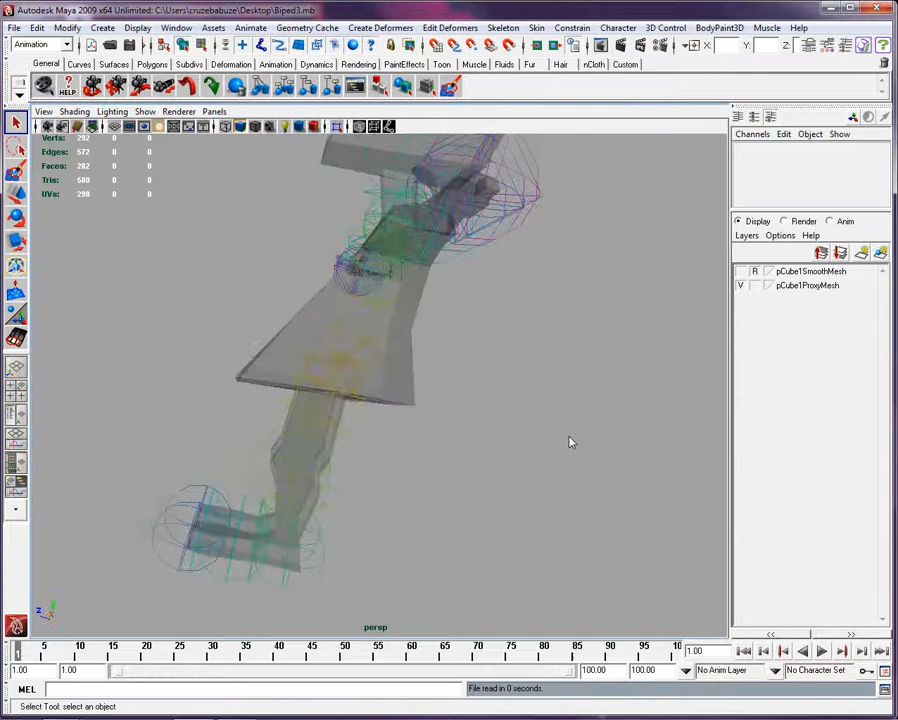 Autodesk Maya 2009 x64 Unlimited: C:\Users\cruzebabuze\Desktop\Biped3.mb
File Edit Modify Create Display Window Assets Animate Geometry Cache Create Deformers Edit Deformers Skeleton Skin Constrain Character 3D Control BodyPaint3D Muscle Help
Animation X: Y: Z:
General Curves Surfaces Polygons Subdivs Deformation Animation Dynamics Rendering PaintEffects Toon Muscle Fluids Fur Hair nCloth Custom
HELP
View Shading Lighting Show Renderer Panels
Channels Edit Object Show
Verts: 292 0 0
Edges: 572 0 0
Faces: 282 0 0
Tris: 580 0 0
UVs: 298 0 0
Display Render Anim
Layers Options Help
R pCube1SmoothMesh
V pCube1ProxyMesh
z y
persp
1 5 10 15 20 25 30 35 40 45 50 55 60 65 70 75 80 85 90 95 100 1.00
1.00 1.00 100.00 100.00 No Anim Layer No Character Set
MEL File read in 0 seconds.
Select Tool: select an object